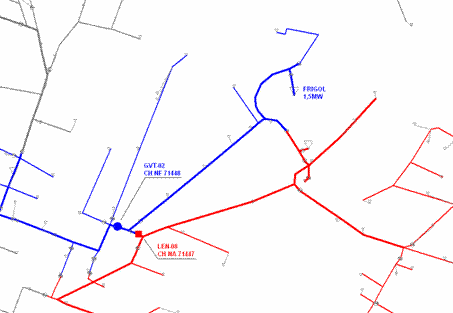 FRIGOL
1,5MW
GVT-02
CH NF 71448
LEN-08
CH NA 71447